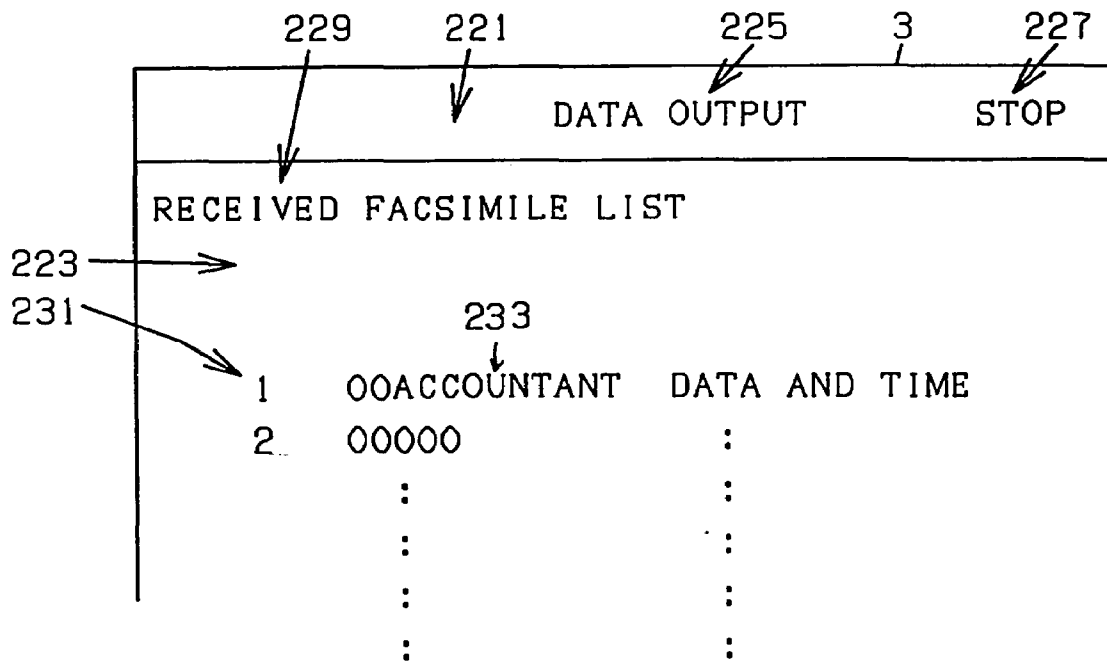 229 221 225 3 227
DATA OUTPUT STOP
RECEIVED FACSIMILE LIST
223
231
233
1 OOACCOUNTANT DATA AND TIME
2 OOOOO :
: :
: :
: :
: :